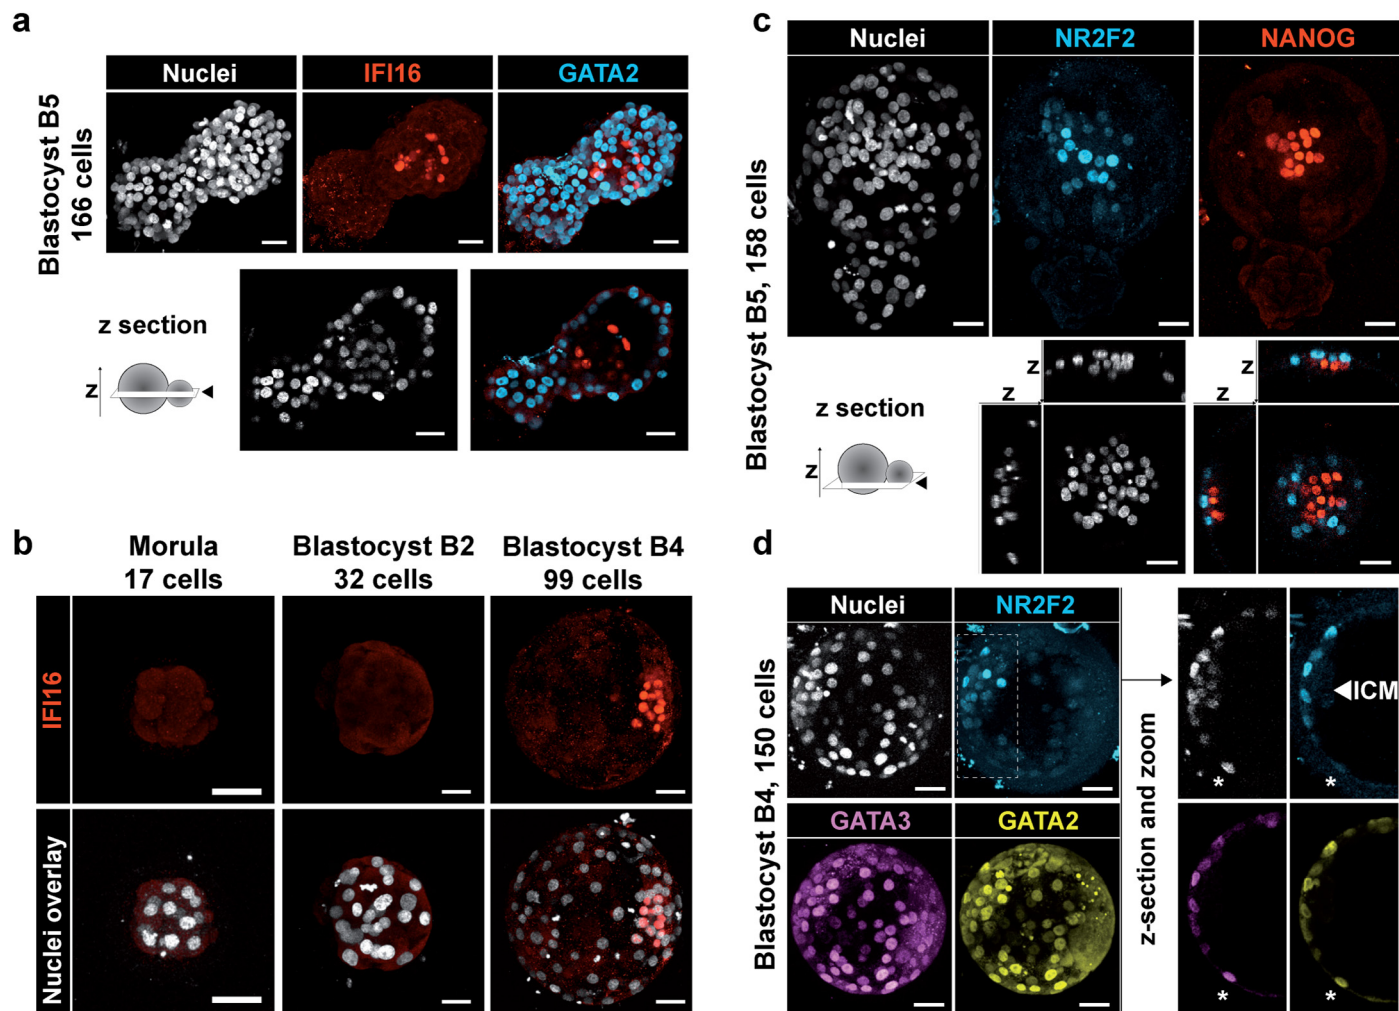 a
Nuclei
IFI16
GATA2
Blastocyst B5
166 cells
z section
z
b
Morula
17 cells
Blastocyst B2
32 cells
Blastocyst B4
99 cells
IFI16
Nuclei overlay
c
Nuclei
NR2F2
NANOG
Blastocyst B5, 158 cells
z
z
z
z
z section
z
d
Nuclei
NR2F2
Blastocyst B4, 150 cells
GATA3
GATA2
z-section and zoom
ICM
*
*
*
*